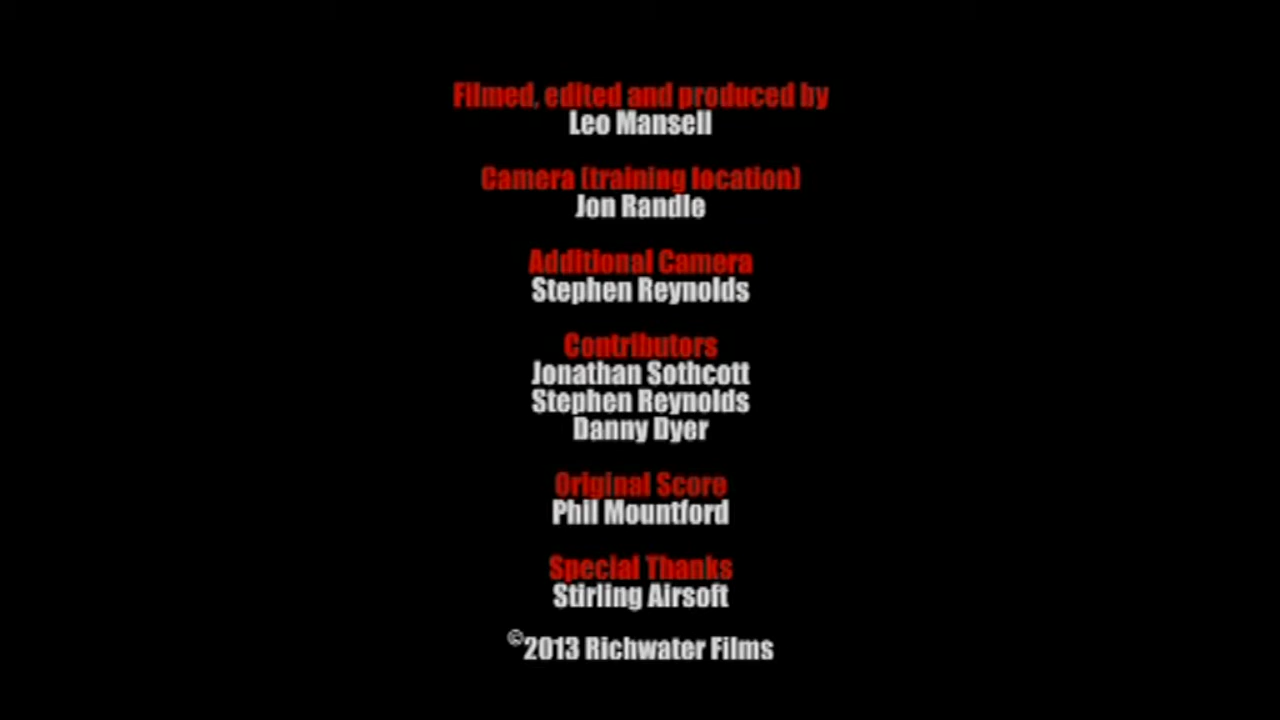 Filmed, edited and produced by
Leo Mansell
Camera (training location)
Jon Randle
Additional Camera
Stephen Reynolds
Contributors
Jonathan Sothcott
Stephen Reynolds
Danny Dyer
Original Score
Phil Mountford
Special Thanks
Stirling Airsoft
©2013 Richwater Films